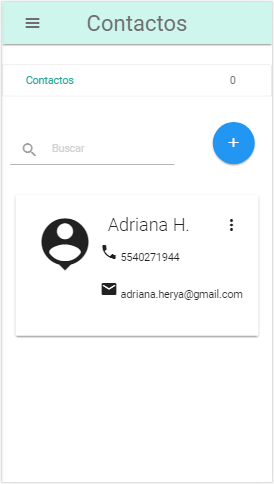 Contactos
Contactos 0
Buscar
+
Adriana H.
5540271944
adriana.herya@gmail.com